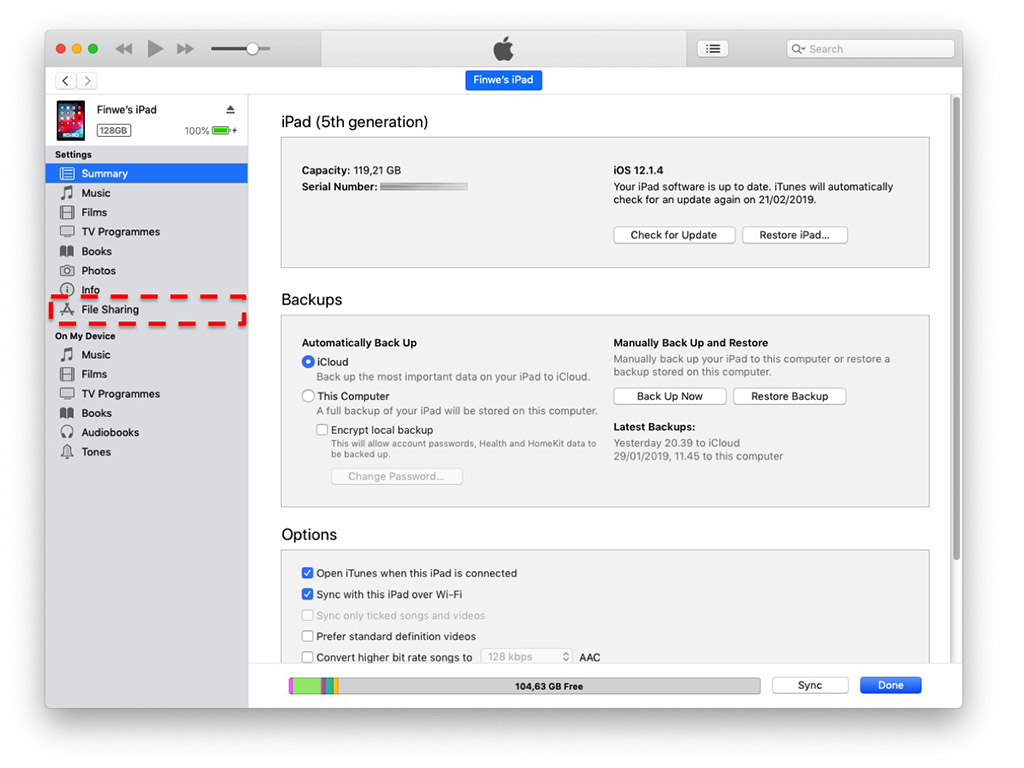 Search
Finwe's iPad
Finwe's iPad
128GB
100%
Settings
Summary
Music
Films
TV Programmes
Books
Photos
Info
File Sharing
On My Device
Music
Films
TV Programmes
Books
Audiobooks
Tones
iPad (5th generation)
Capacity: 119,21 GB
Serial Number:
iOS 12.1.4
Your iPad software is up to date. iTunes will automatically
check for an update again on 21/02/2019.
Check for Update
Restore iPad...
Backups
Automatically Back Up
iCloud
Back up the most important data on your iPad to iCloud.
This Computer
A full backup of your iPad will be stored on this computer.
Encrypt local backup
This will allow account passwords, Health and HomeKit data to
be backed up.
Change Password...
Manually Back Up and Restore
Manually back up your iPad to this computer or restore a
backup stored on this computer.
Back Up Now
Restore Backup
Latest Backups:
Yesterday 20.39 to iCloud
29/01/2019, 11.45 to this computer
Options
Open iTunes when this iPad is connected
Sync with this iPad over Wi-Fi
Sync only ticked songs and videos
Prefer standard definition videos
Convert higher bit rate songs to 128 kbps AAC
104,63 GB Free
Sync
Done